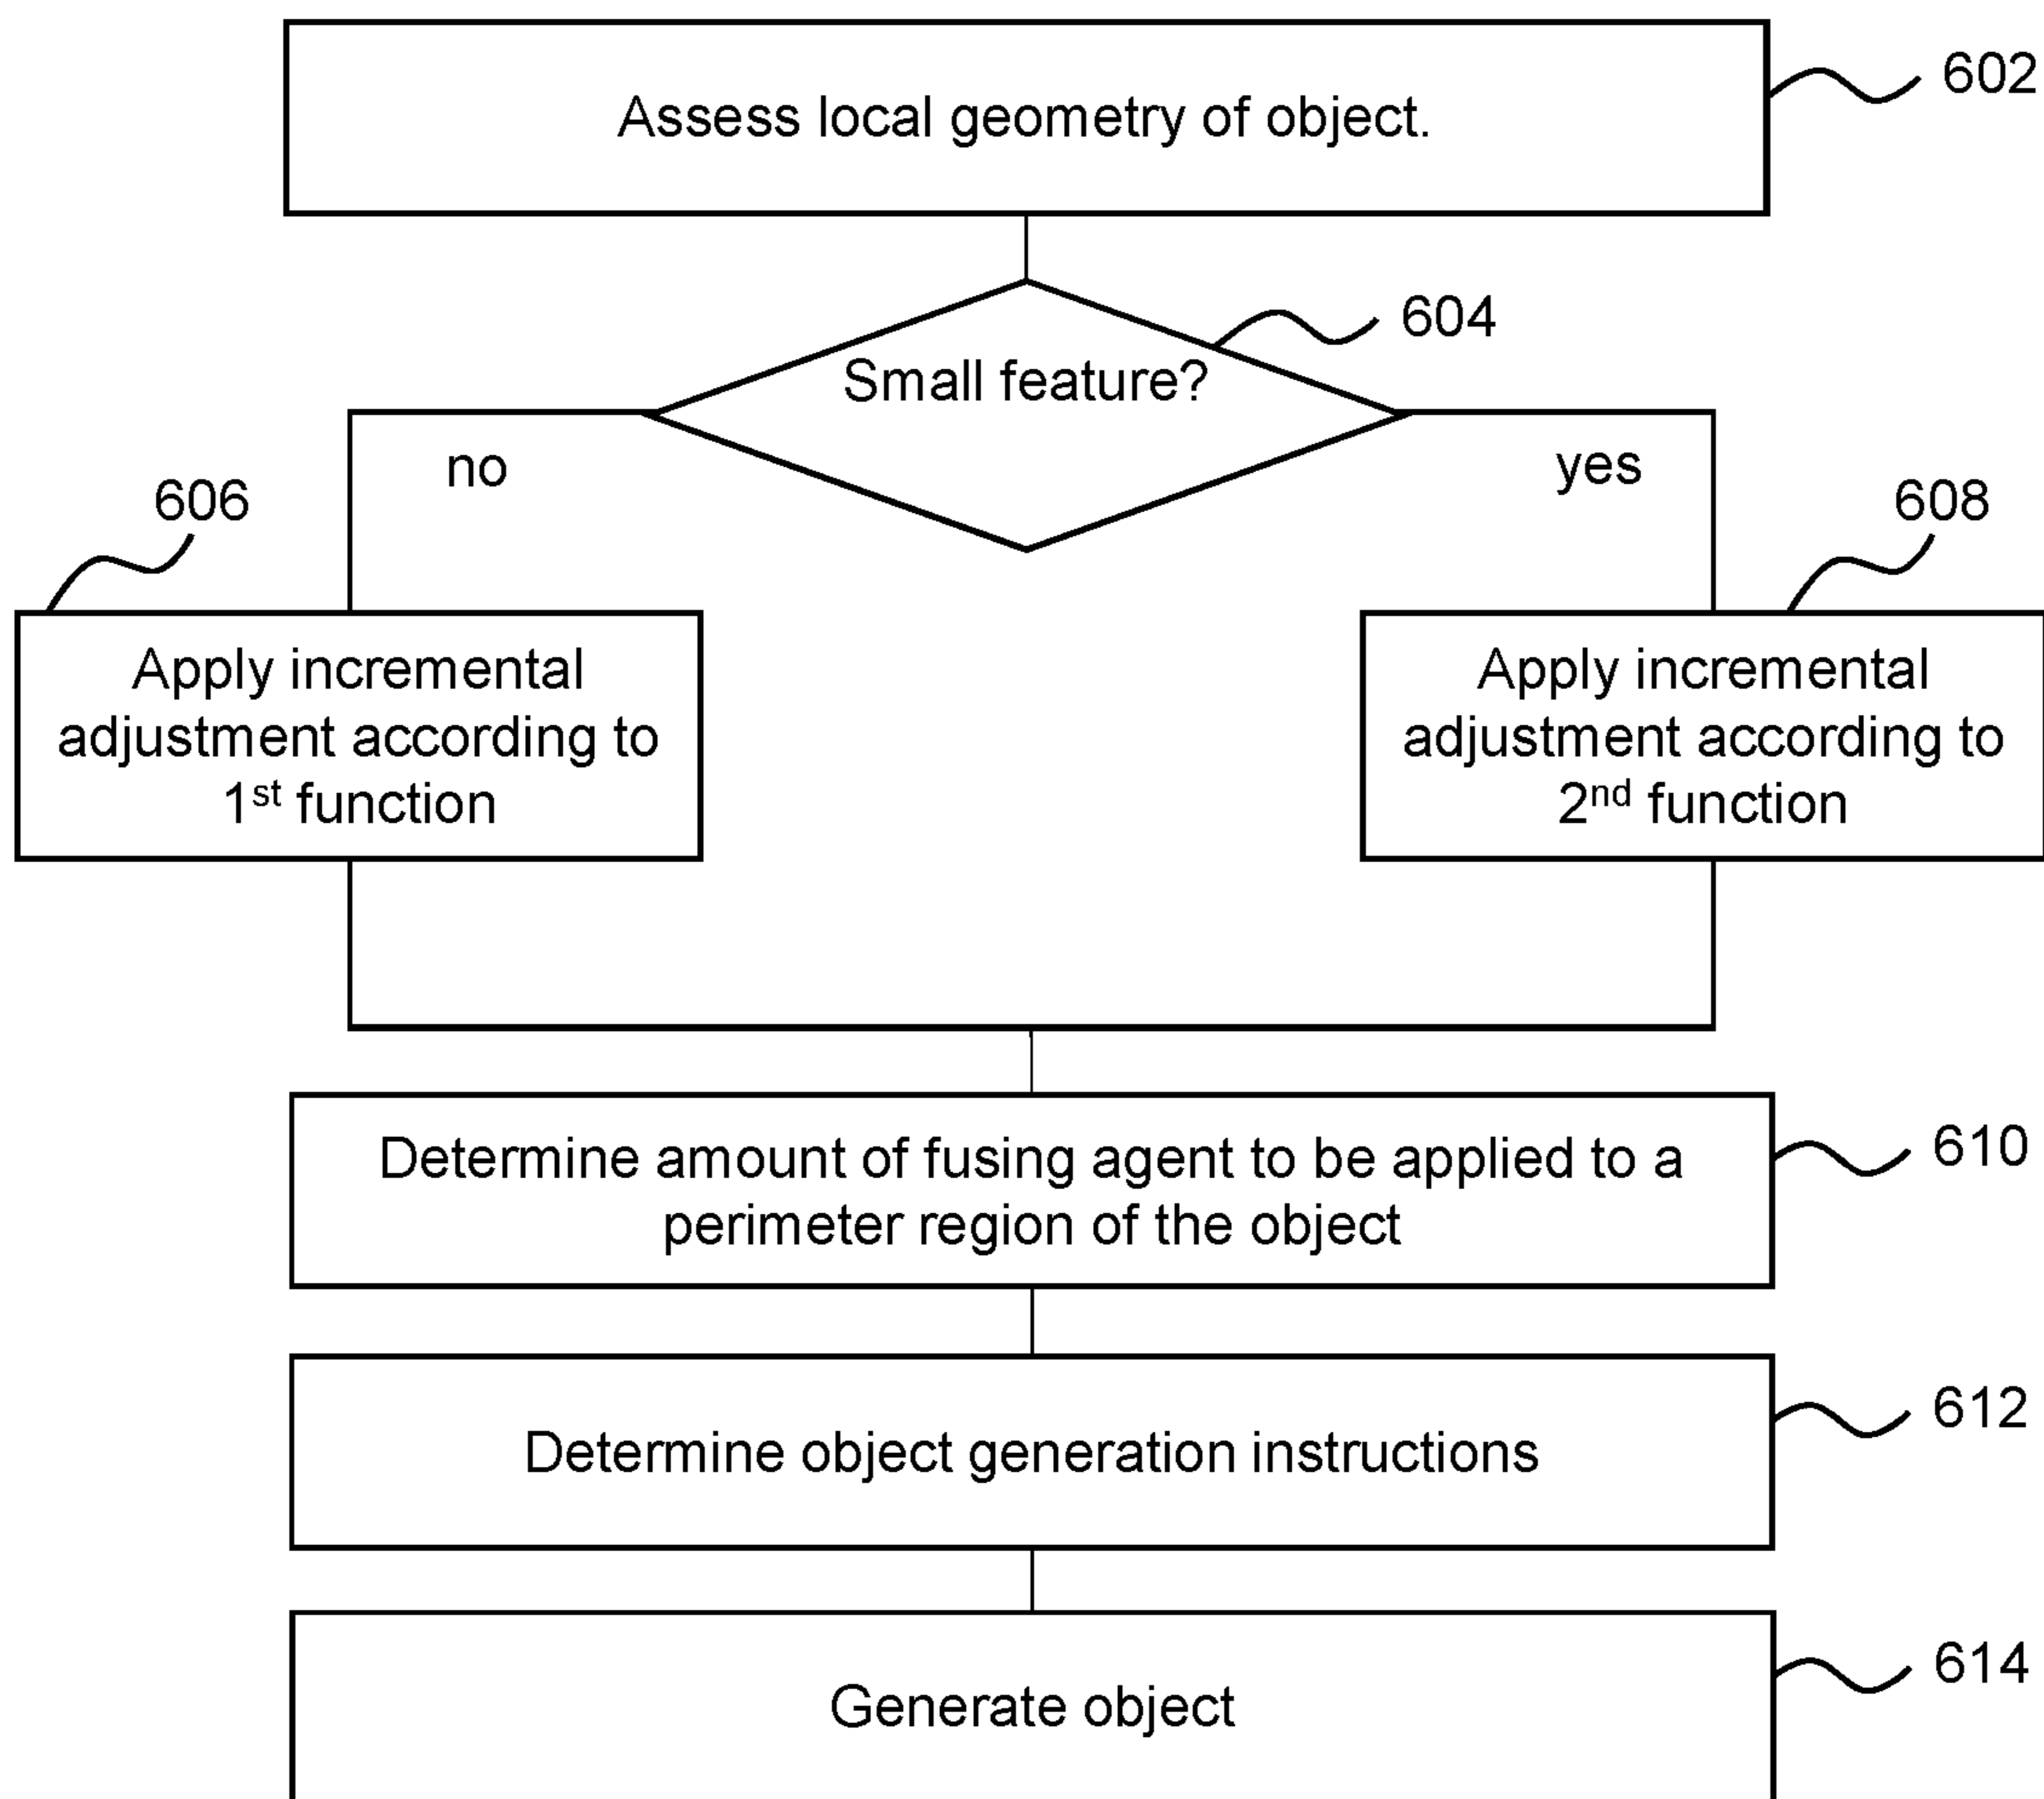 Assess local geometry of object.
602
604
Small feature?
no
yes
606
608
Apply incremental
adjustment according to
1st function
Apply incremental
adjustment according to
2nd function
Determine amount of fusing agent to be applied to a
perimeter region of the object
610
Determine object generation instructions
612
Generate object
614